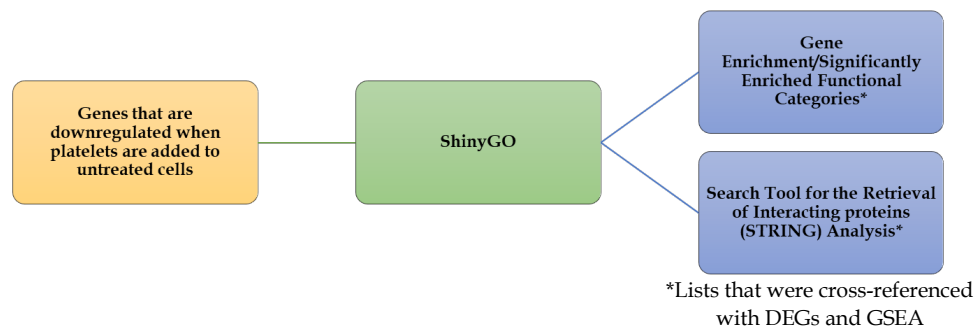 Genes that are
downregulated when
platelets are added to
untreated cells
ShinyGO
Gene
Enrichment/Significantly
Enriched Functional
Categories*
Search Tool for the Retrieval
of Interacting proteins
(STRING) Analysis*
*Lists that were cross-referenced
with DEGs and GSEA